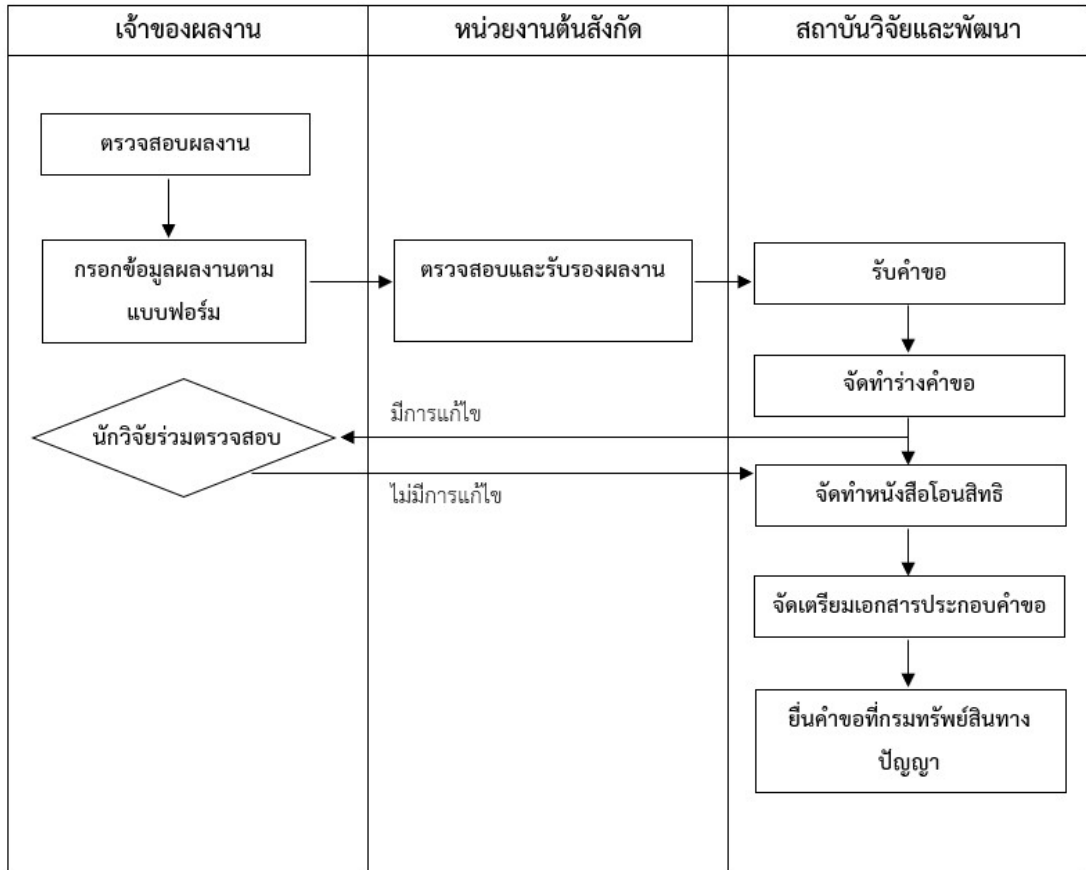 เจ้าของผลงาน
หน่วยงานต้นสังกัด
สถาบันวิจัยและพัฒนา
ตรวจสอบผลงาน
กรอกข้อมูลผลงานตาม
แบบฟอร์ม
ตรวจสอบและรับรองผลงาน
รับคำขอ
จัดทำร่างคำขอ
มีการแก้ไข
นักวิจัยร่วมตรวจสอบ
ไม่มีการแก้ไข
จัดทำหนังสือโอนสิทธิ
จัดเตรียมเอกสารประกอบคำขอ
ยื่นคำขอที่กรมทรัพย์สินทาง
ปัญญา